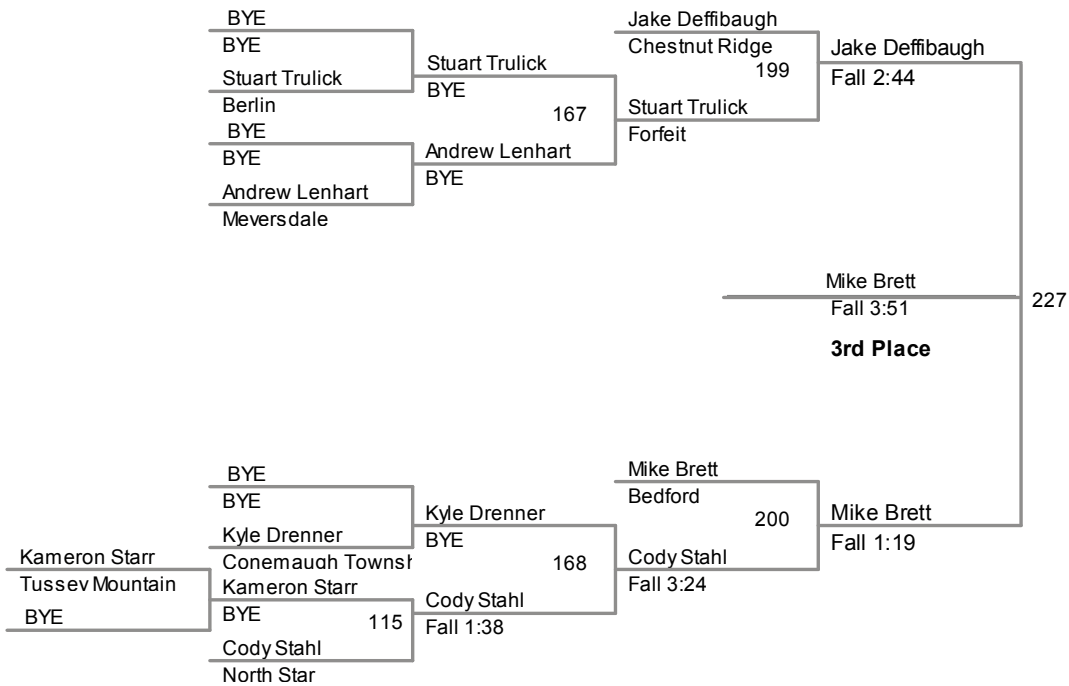 BYE
BYE
Stuart Trulick
Berlin
BYE
BYE
Andrew Lenhart
Meyersdale
Stuart Trulick
BYE
167
Andrew Lenhart
BYE
Jake Deffibaugh
Chestnut Ridge
199
Stuart Trulick
Forfeit
Jake Deffibaugh
Fall 2:44
Mike Brett
Fall 3:51
3rd Place
227
Kameron Starr
Tussey Mountain
BYE
BYE
BYE
Kyle Drenner
Conemaugh Townsh
Kameron Starr
BYE
115
Cody Stahl
North Star
Kyle Drenner
BYE
168
Cody Stahl
Fall 1:38
Mike Brett
Bedford
200
Cody Stahl
Fall 3:24
Mike Brett
Fall 1:19